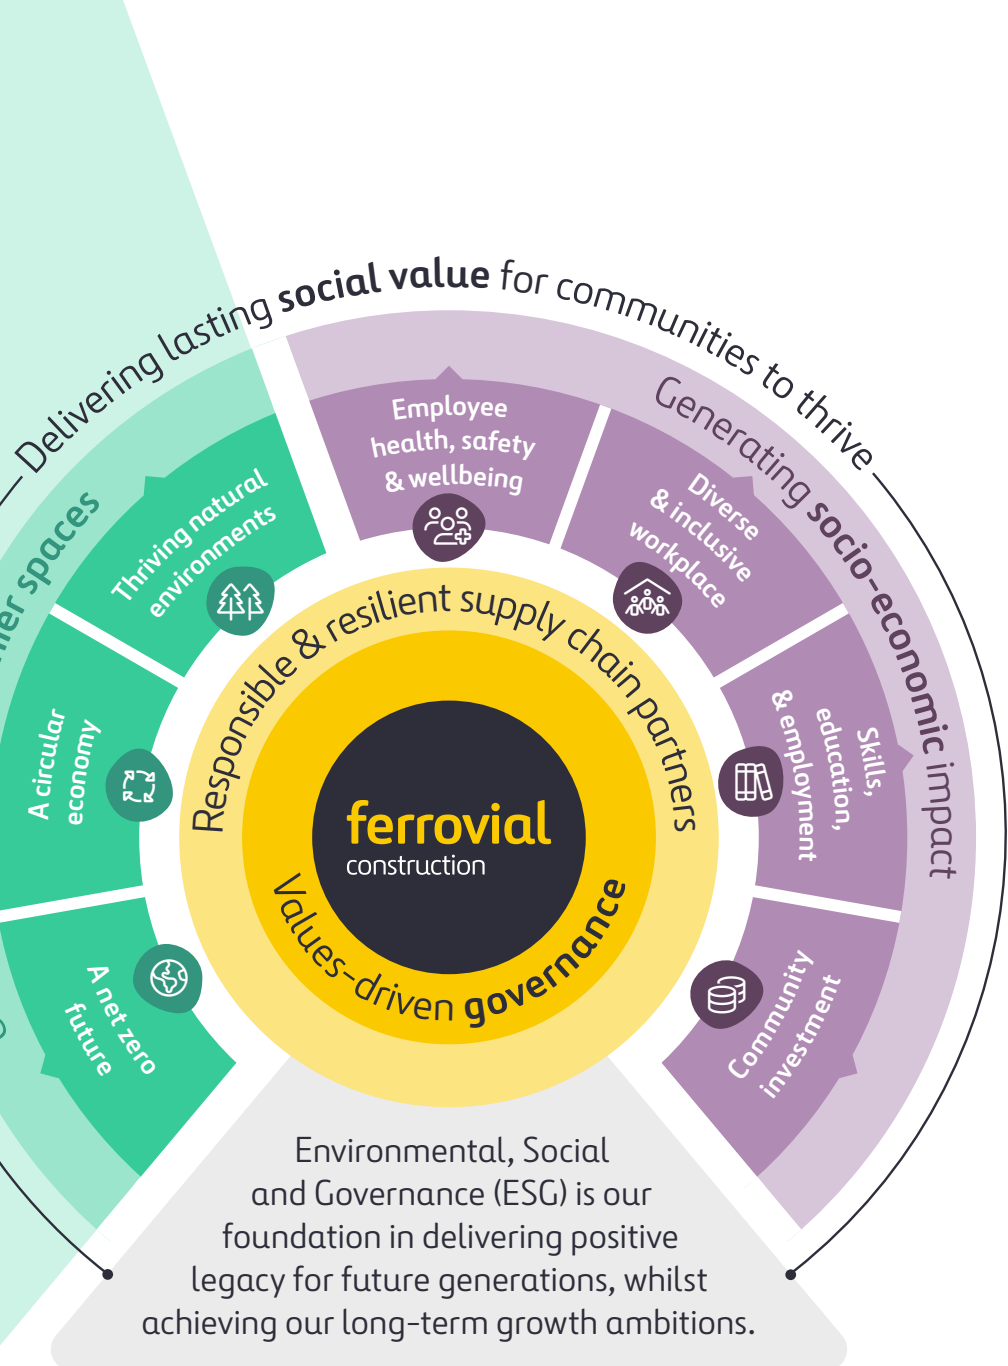 Delivering lasting social value for communities to thrive
spaces
Generating socio-economic impact
A net zero
future
A circular
economy
Thriving natural
environments
Employee
health, safety
& wellbeing
Diverse
& inclusive
workplace
Skills,
education,
& employment
Community
investment
Responsible & resilient supply chain partners
ferrovial
construction
Values-driven governance
Environmental, Social
and Governance (ESG) is our
foundation in delivering positive
legacy for future generations, whilst
achieving our long-term growth ambitions.